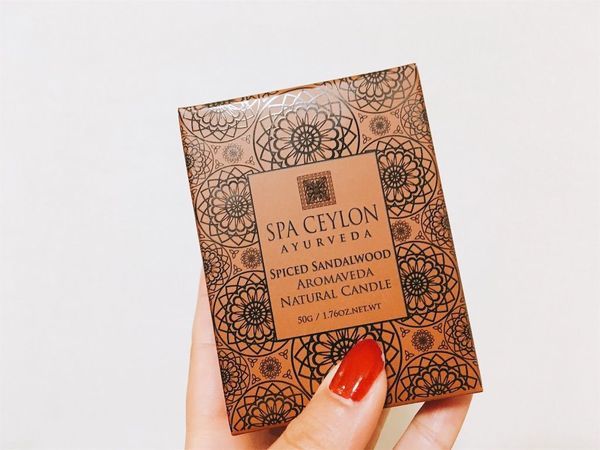 SPA CEYLON
AYURVEDA
SPICED SANDALWOOD
AROMAVEDA
NATURAL CANDLE
50G / 1.76OZ.NET.WT